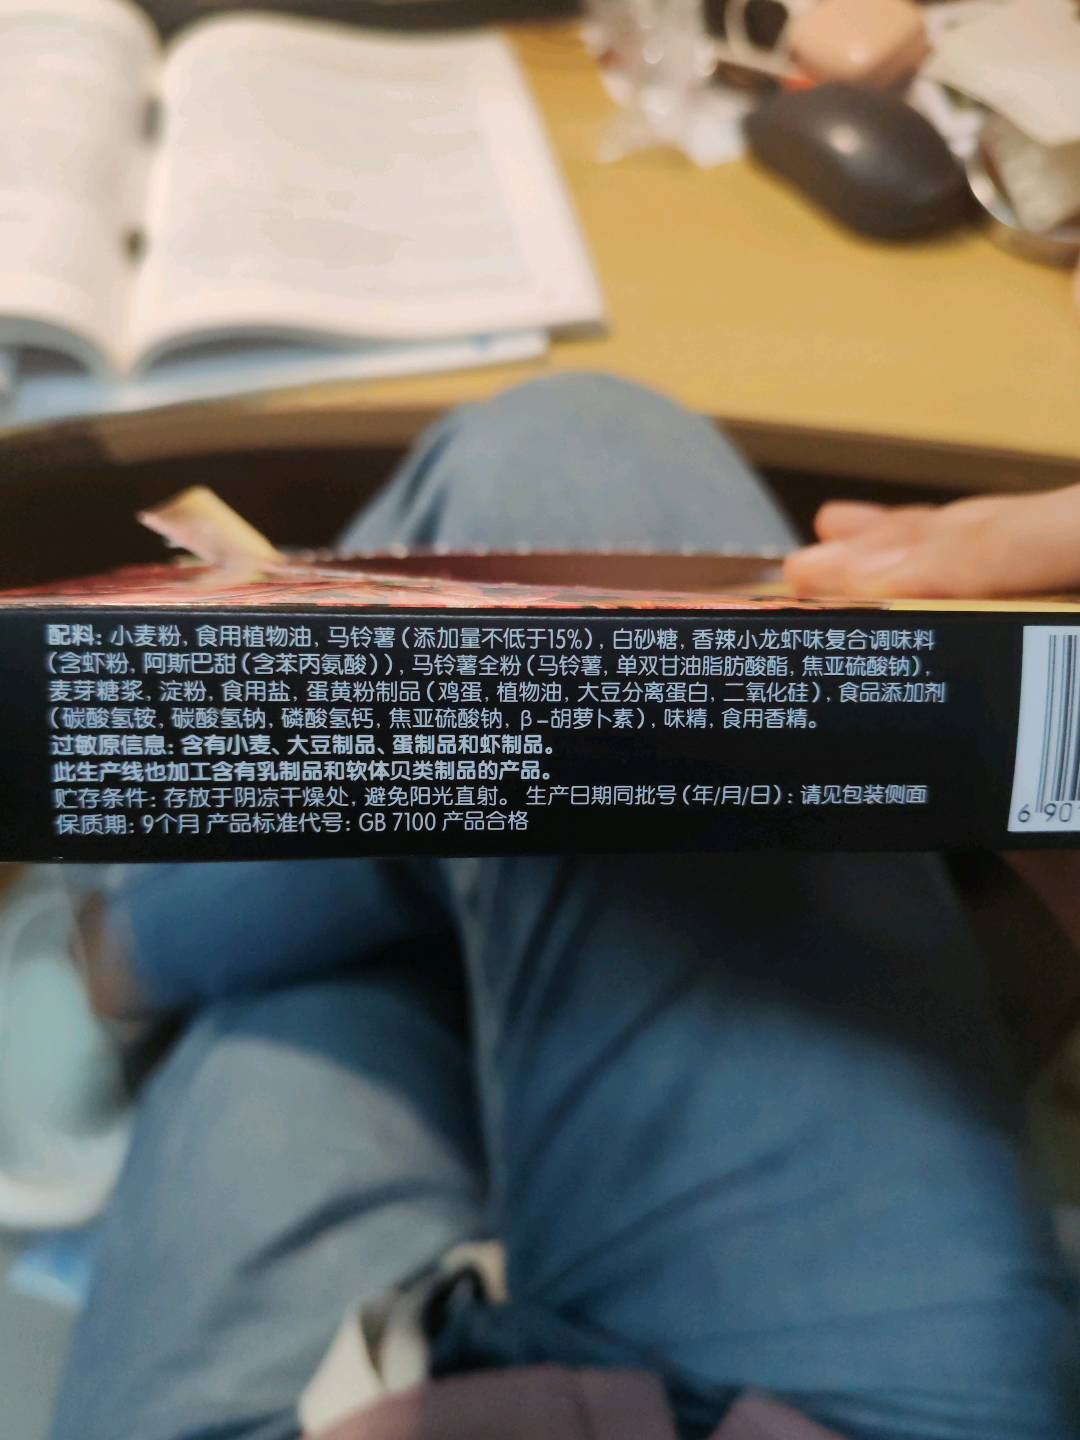 配料: 小麦粉, 食用植物油, 马铃薯(添加量不低于15%), 白砂糖, 香辣小龙虾味复合调味料
(含虾粉, 阿斯巴甜(含苯丙氨酸)), 马铃薯全粉(马铃薯, 单双甘油脂肪酸酯, 焦亚硫酸钠),
麦芽糖浆, 淀粉, 食用盐, 蛋黄粉制品(鸡蛋, 植物油, 大豆分离蛋白, 二氧化硅), 食品添加剂
(碳酸氢铵, 碳酸氢钠, 磷酸氢钙, 焦亚硫酸钠, β-胡萝卜素), 味精, 食用香精。
过敏原信息: 含有小麦、大豆制品、蛋制品和虾制品。
此生产线也加工含有乳制品和软体贝类制品的产品。
贮存条件: 存放于阴凉干燥处, 避免阳光直射。 生产日期同批号(年/月/日): 请见包装侧面
保质期: 9个月 产品标准代号: GB 7100 产品合格
6 90